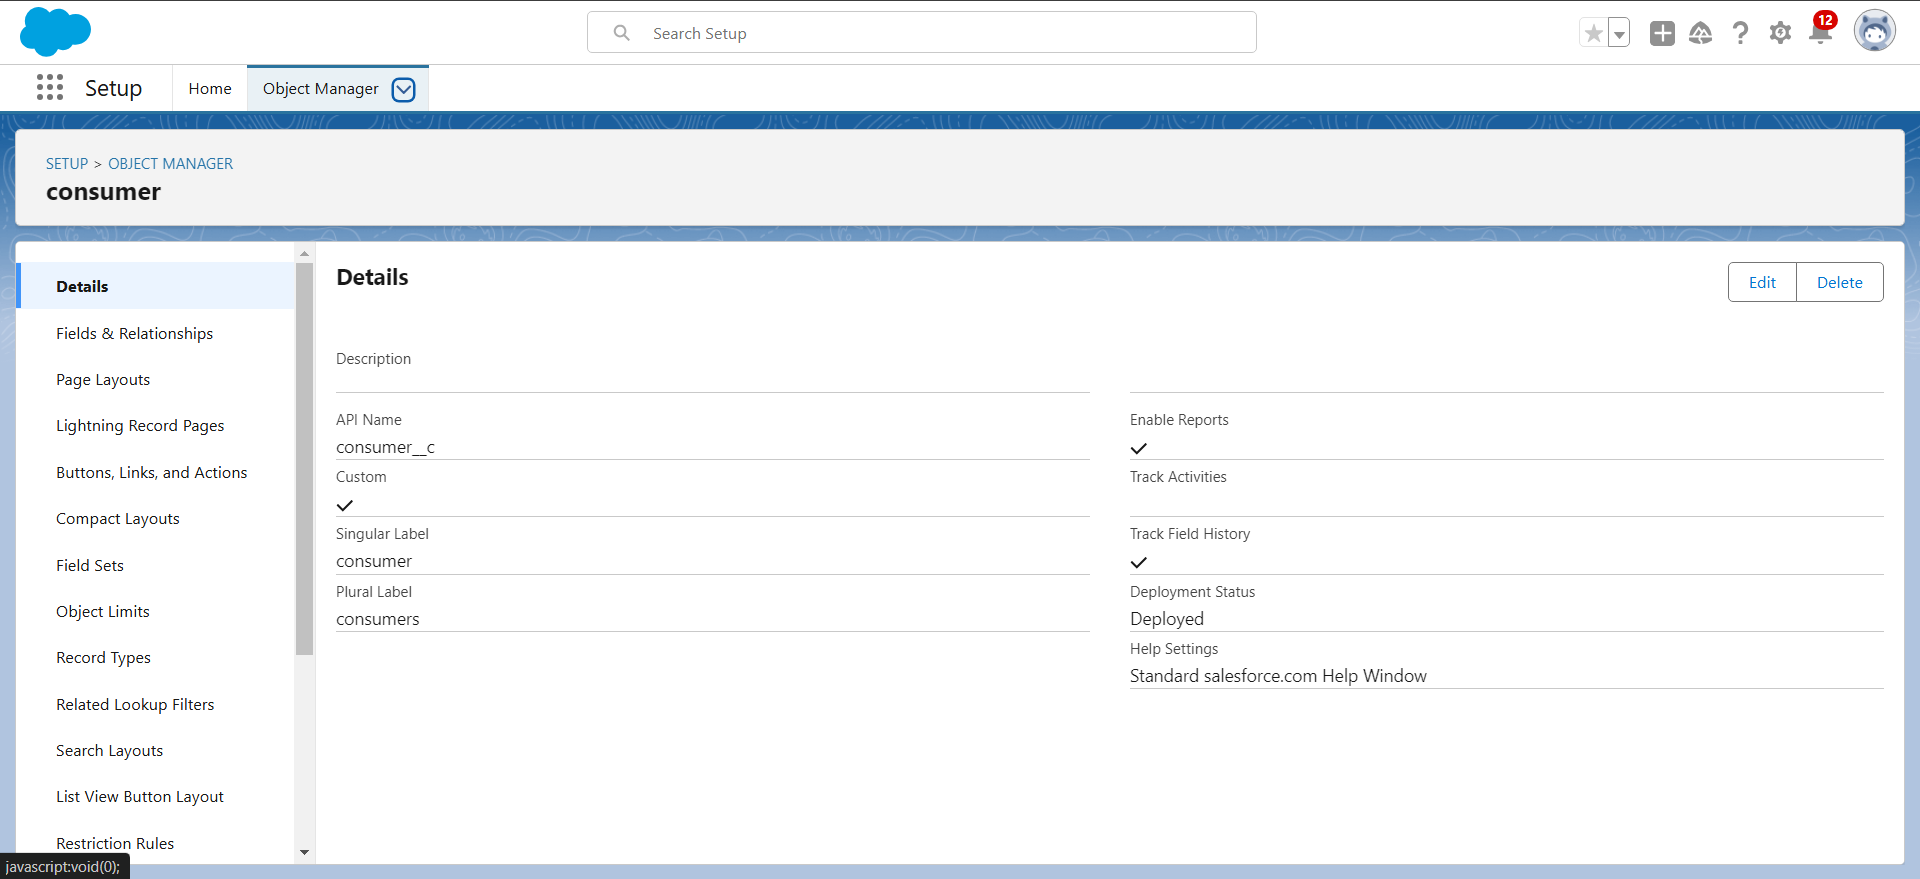 Search Setup
12
Setup
Home
Object Manager
SETUP > OBJECT MANAGER
consumer
Details
Fields & Relationships
Page Layouts
Lightning Record Pages
Buttons, Links, and Actions
Compact Layouts
Field Sets
Object Limits
Record Types
Related Lookup Filters
Search Layouts
List View Button Layout
Restriction Rules
javascript:void(0);
Details
Edit
Delete
Description
API Name
consumer__c
Custom
Singular Label
consumer
Plural Label
consumers
Enable Reports
Track Activities
Track Field History
Deployment Status
Deployed
Help Settings
Standard salesforce.com Help Window